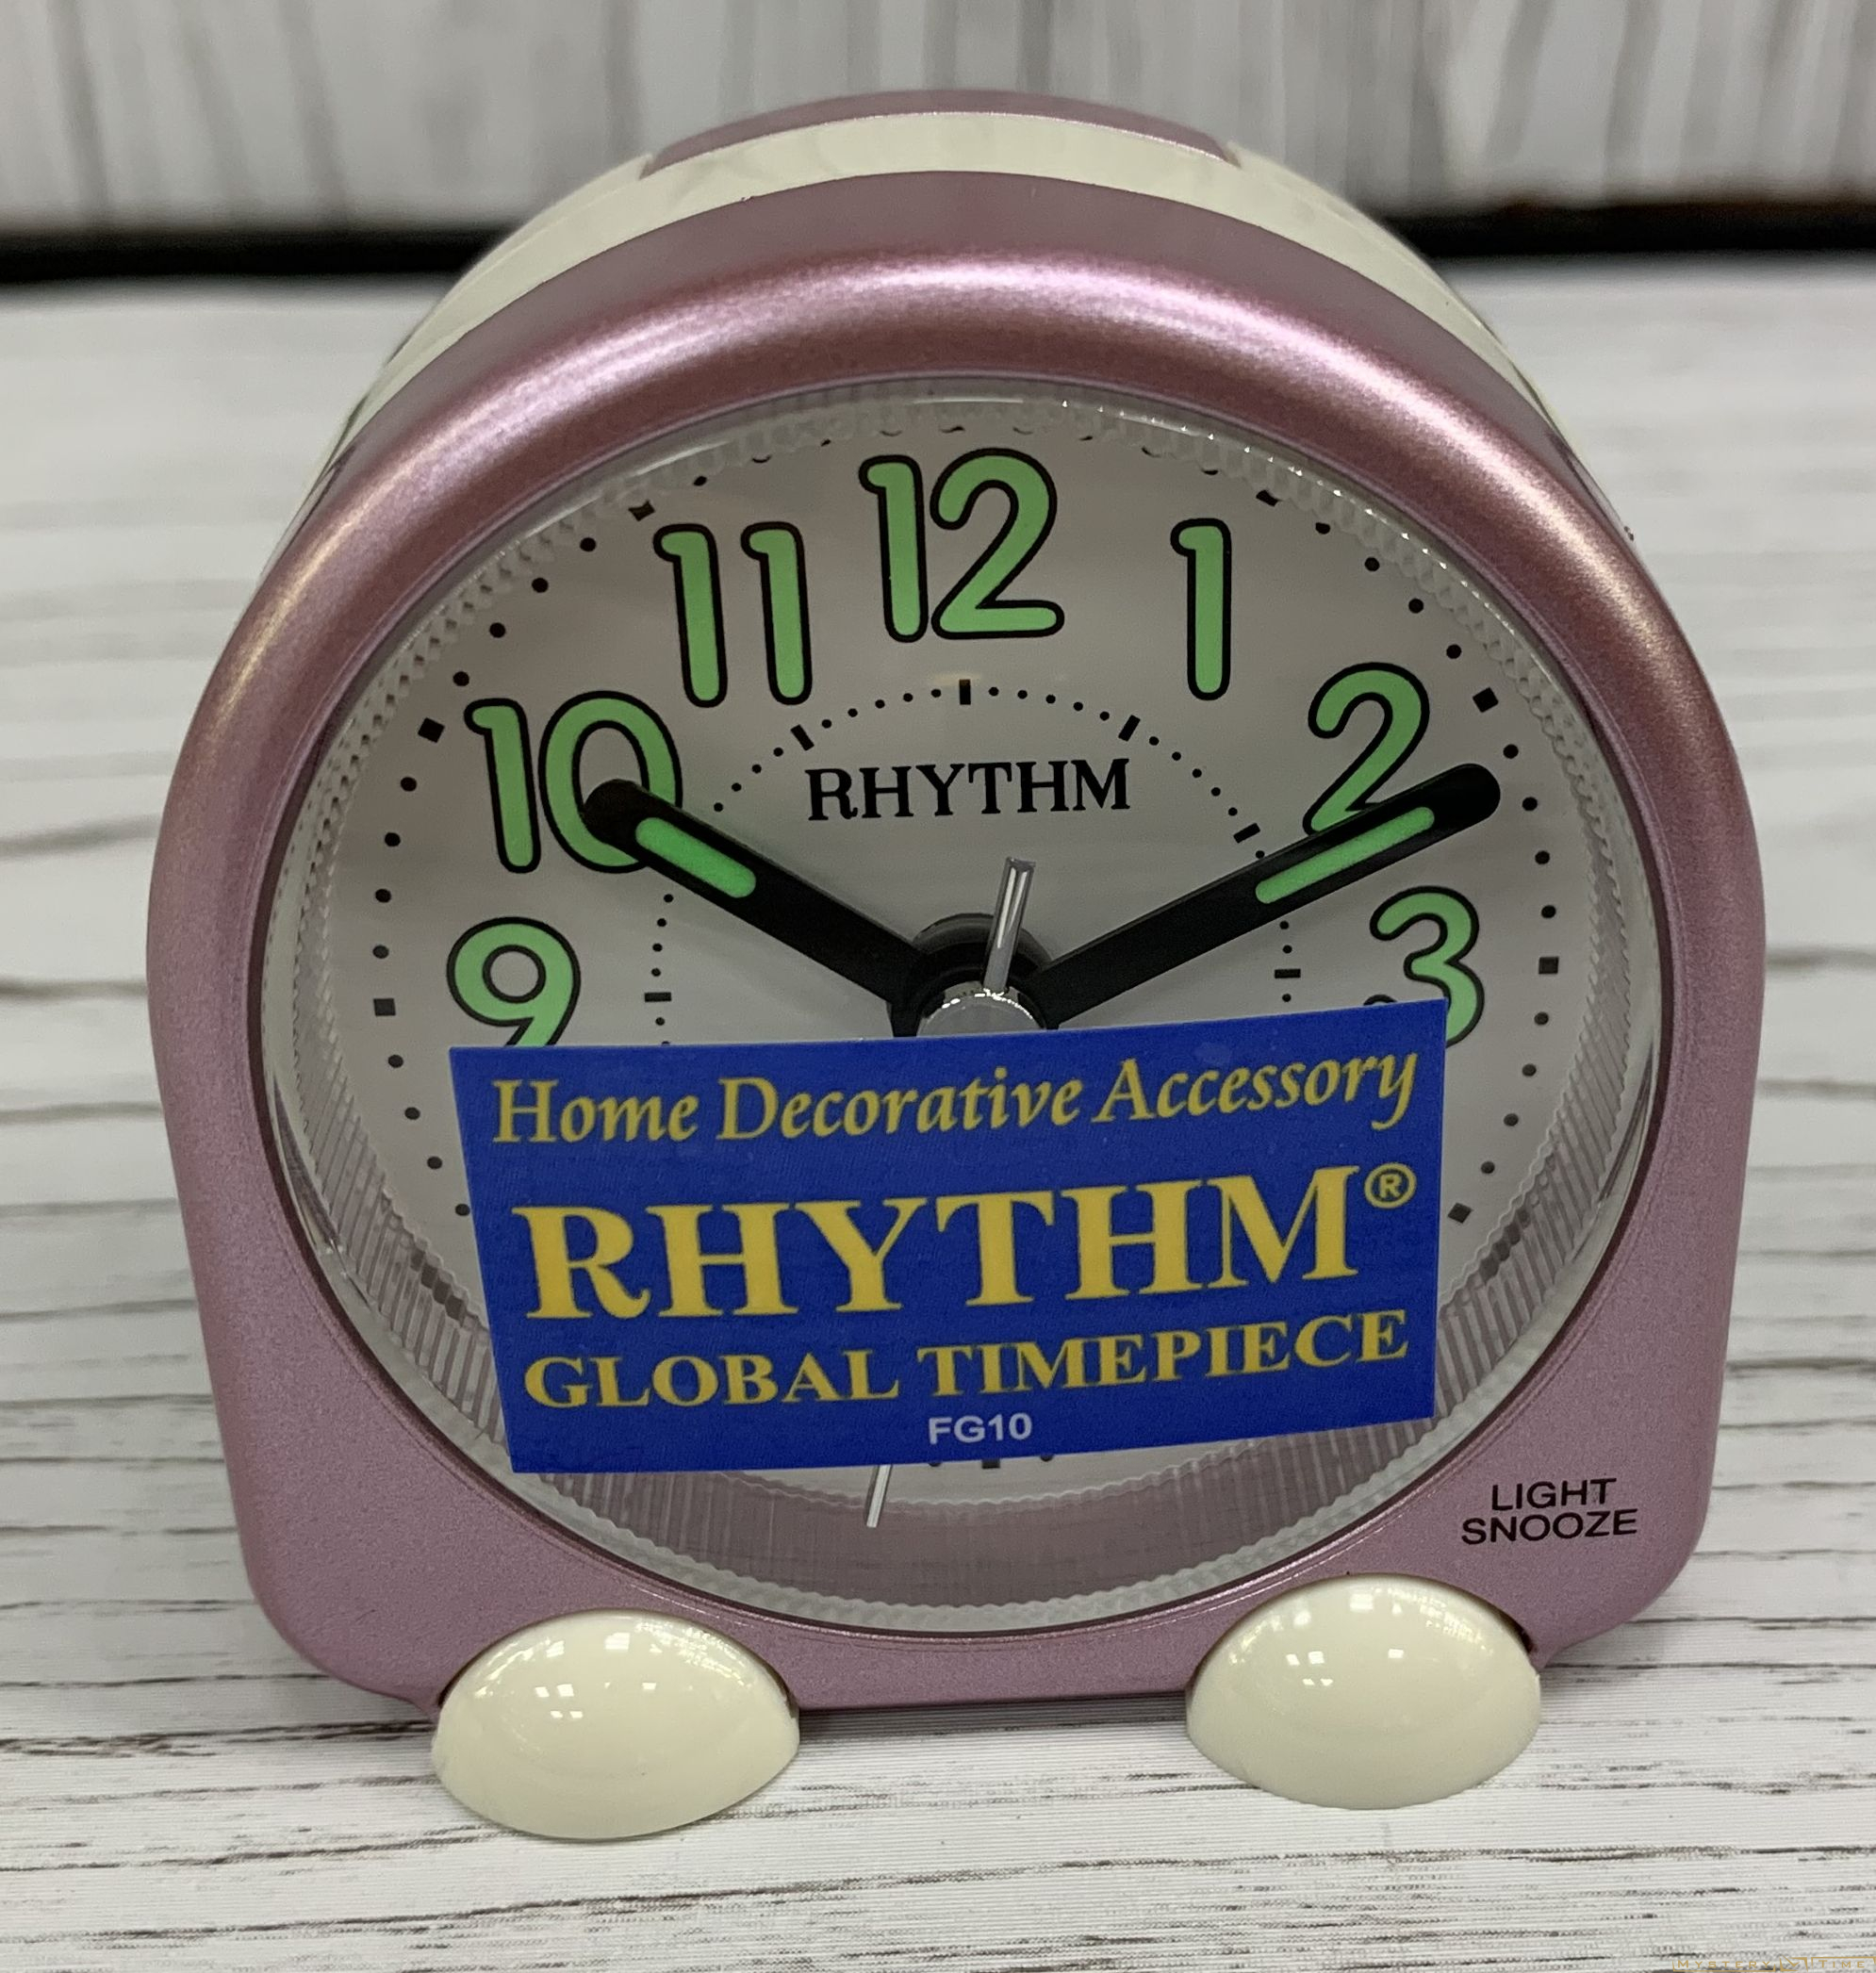 12
11 1
10 2
RHYTHM
9 3
Home Decorative Accessory
RHYTHM®
GLOBAL TIMEPIECE
FG10
LIGHT
SNOOZE